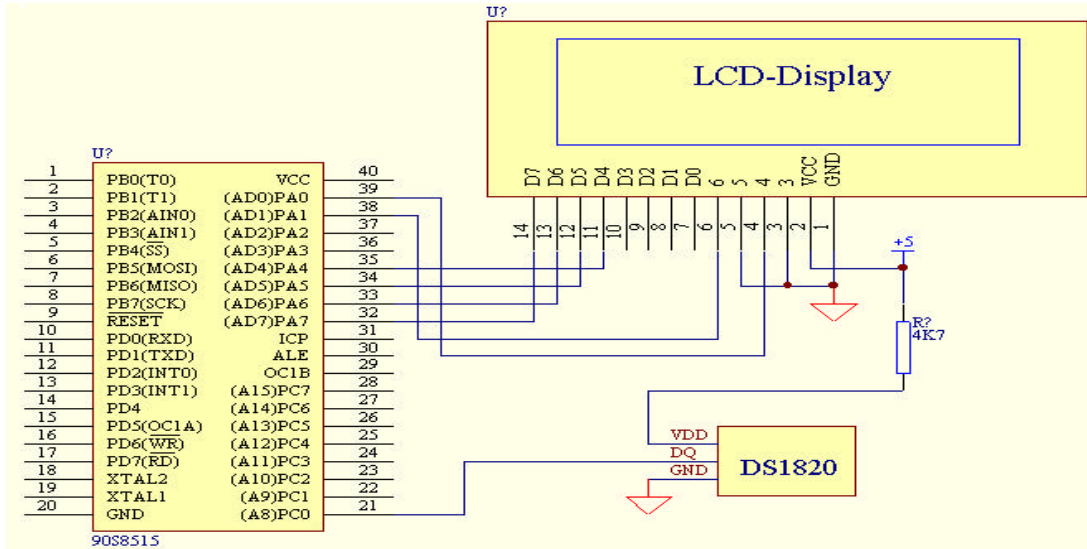 U?
LCD-Display
D7 D6 D5 D4 D3 D2 D1 D0 6 5 4 3 VCC GND
14 13 12 11 10 9 8 7 6 5 4 3 2 1
+5
R?
4K7
U?
1 PB0(T0) VCC 40
2 PB1(T1) (AD0)PA0 39
3 PB2(AIN0) (AD1)PA1 38
4 PB3(AIN1) (AD2)PA2 37
5 PB4(SS) (AD3)PA3 36
6 PB5(MOSI) (AD4)PA4 35
7 PB6(MISO) (AD5)PA5 34
8 PB7(SCK) (AD6)PA6 33
9 RESET (AD7)PA7 32
10 PD0(RXD) ICP 31
11 PD1(TXD) ALE 30
12 PD2(INT0) OC1B 29
13 PD3(INT1) (A15)PC7 28
14 PD4 (A14)PC6 27
15 PD5(OC1A) (A13)PC5 26
16 PD6(WR) (A12)PC4 25
17 PD7(RD) (A11)PC3 24
18 XTAL2 (A10)PC2 23
19 XTAL1 (A9)PC1 22
20 GND (A8)PC0 21
90S8515
VDD
DQ
GND
DS1820